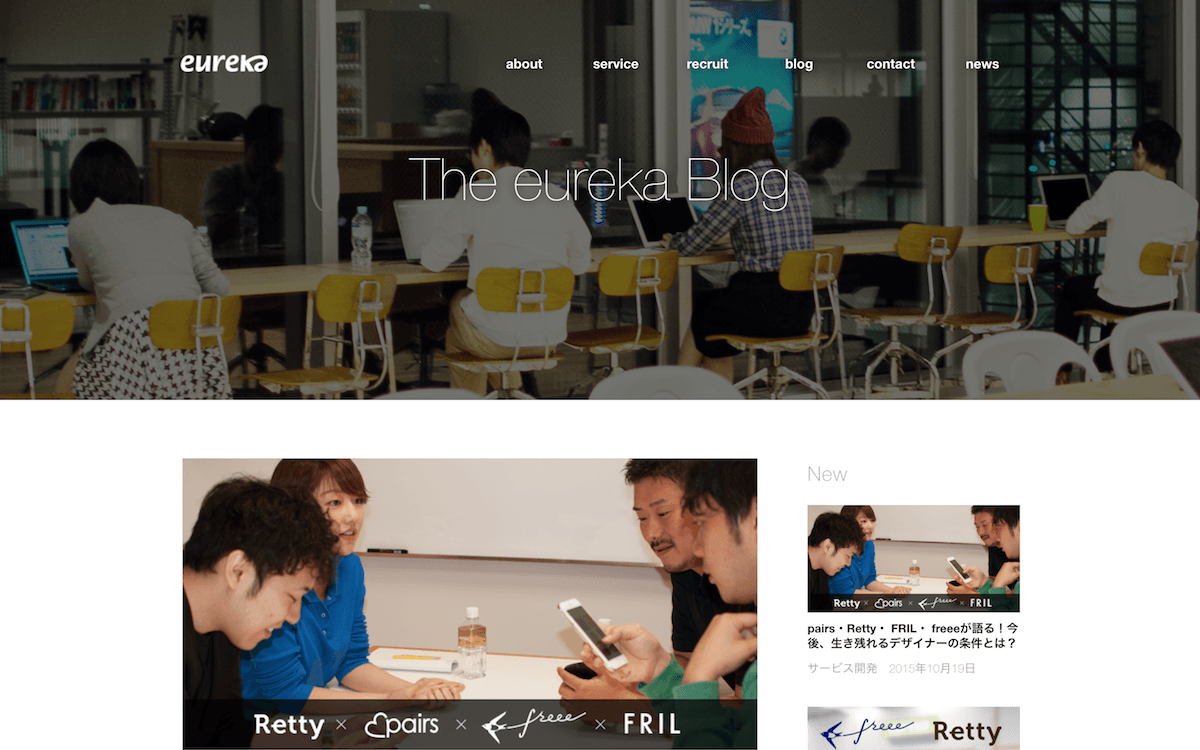 eureka
about
service
recruit
blog
contact
news
The eureka Blog
Retty × pairs × freee × FRIL
New
Retty × pairs × freee × FRIL
pairs・Retty・ FRIL・ freeeが語る！今
後、生き残れるデザイナーの条件とは？
サービス開発 2015年10月19日
freee Retty